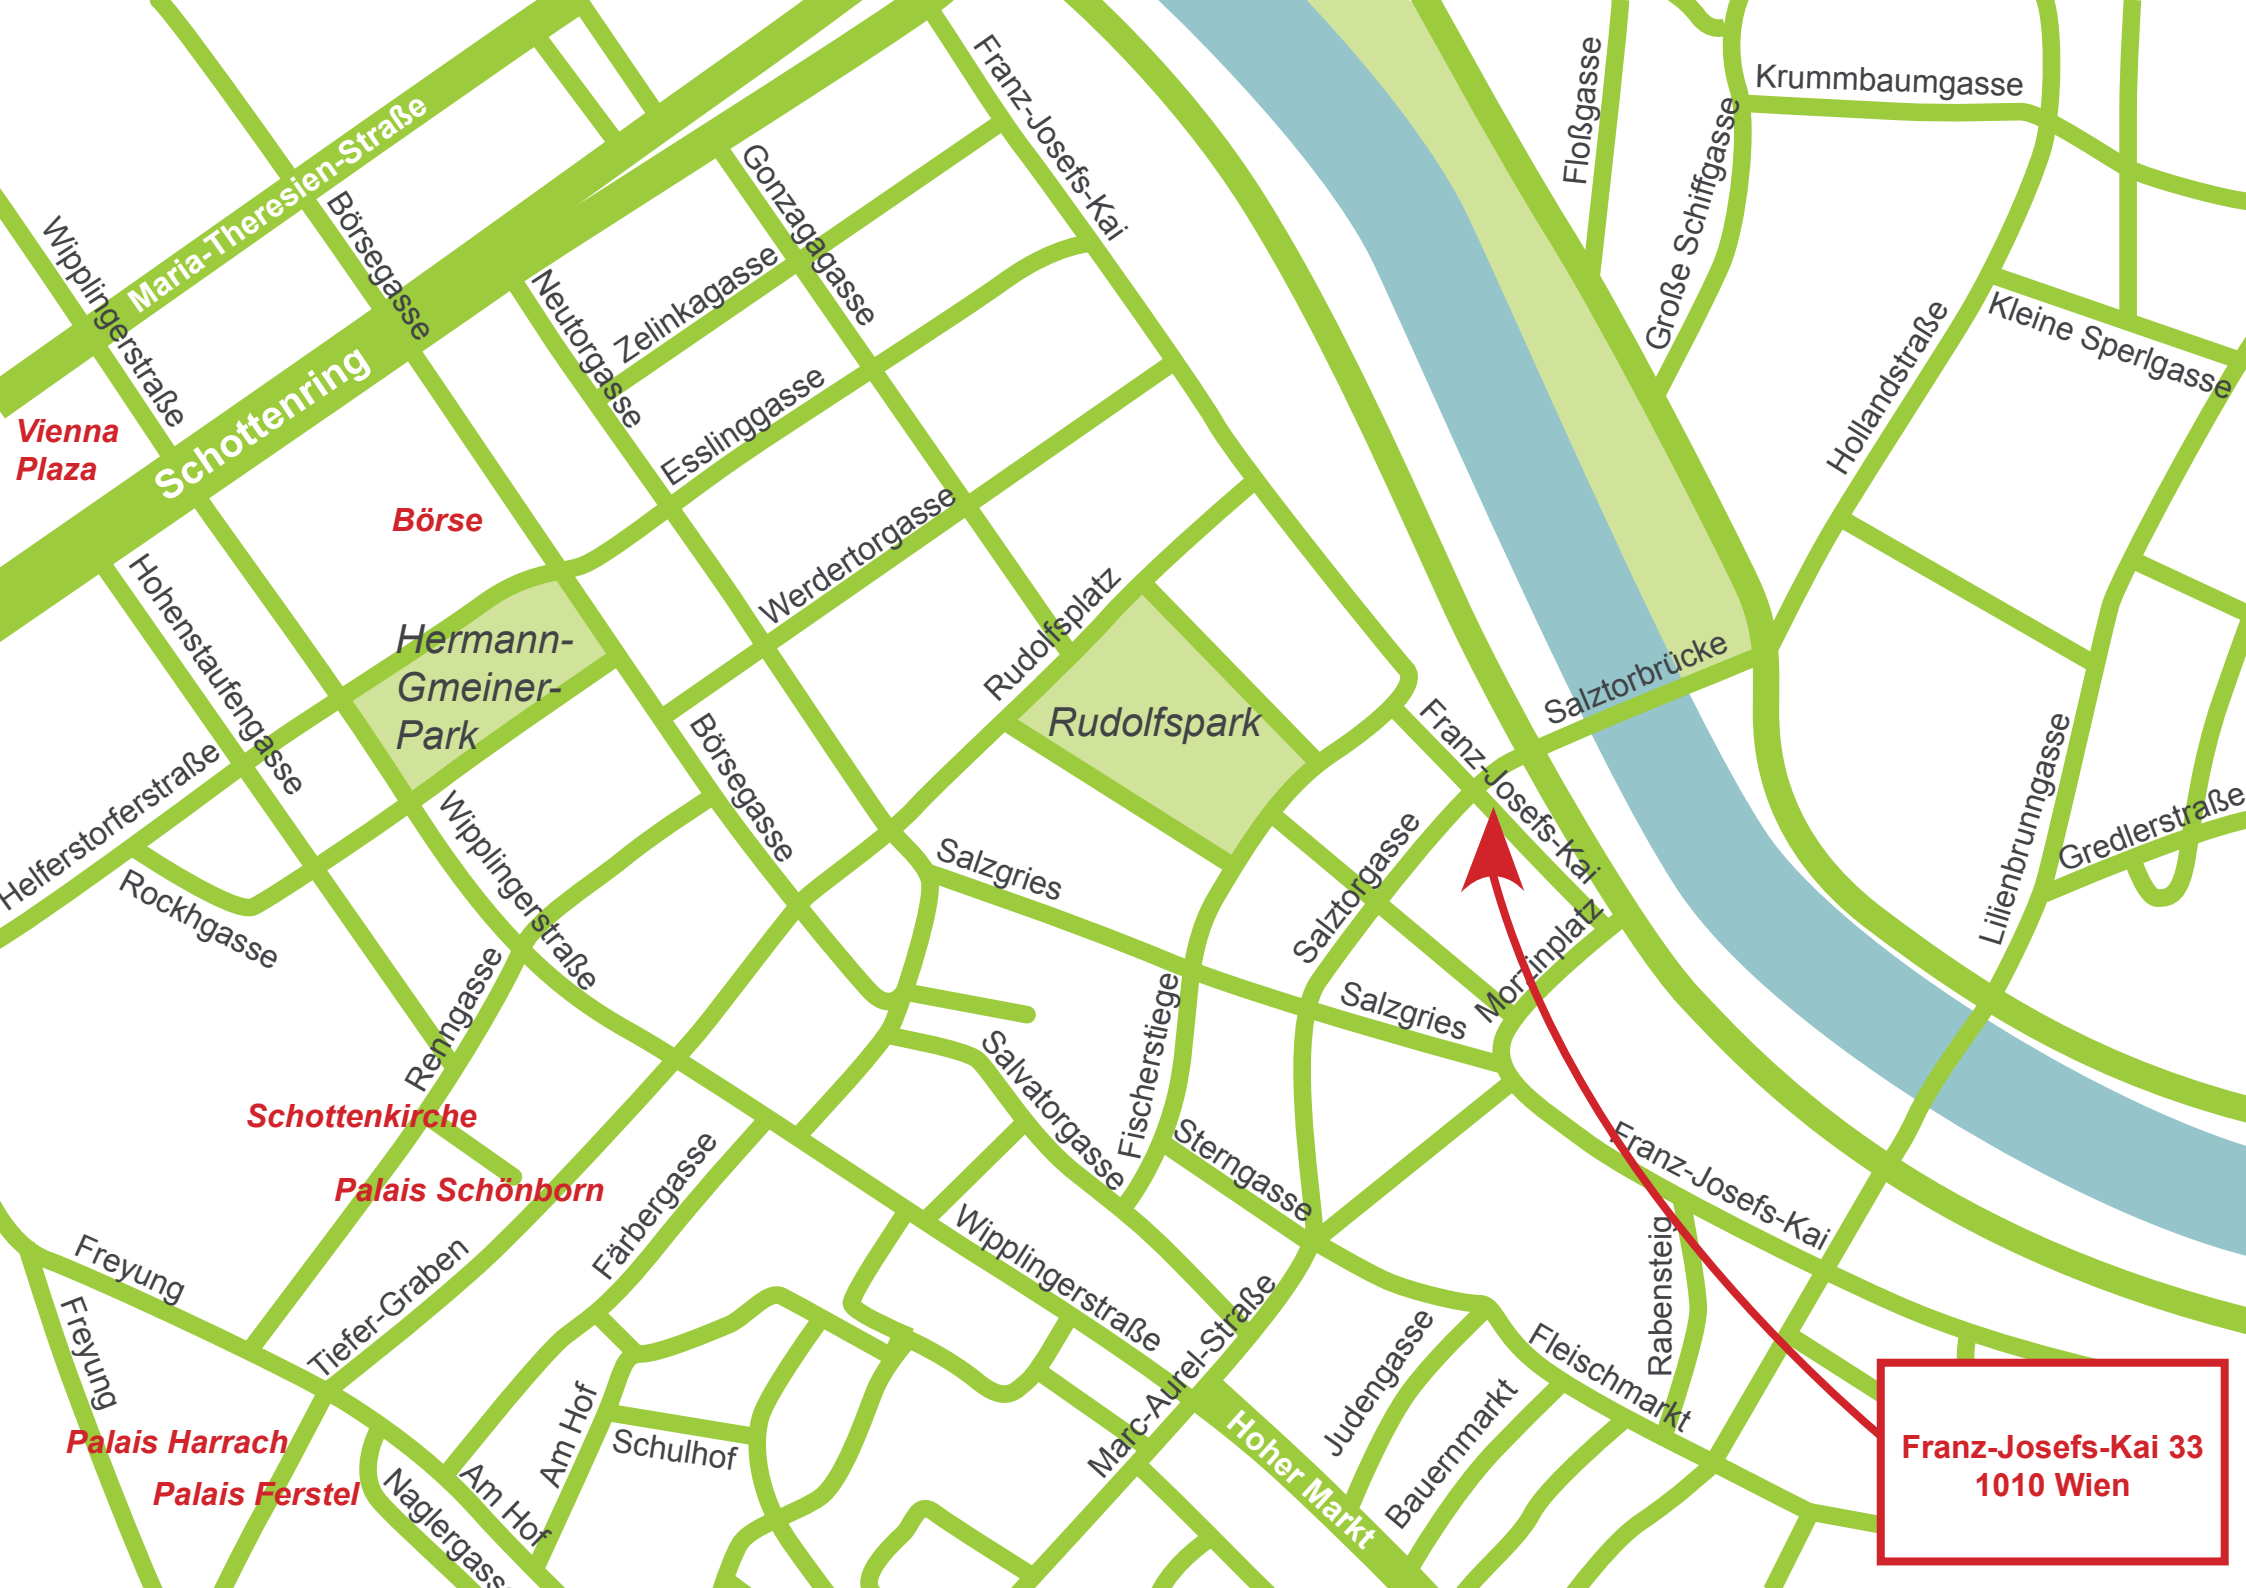 Franz-Josefs-Kai
Floßgasse
Krummbaumgasse
Große Schiffgasse
Maria-Theresien-Straße
Börsegasse
Wipplingerstraße
Gonzagagasse
Zelinkagasse
Neutorgasse
Kleine Sperlgasse
Hollandstraße
Schottenring
Vienna
Plaza
Esslinggasse
Börse
Werdertorgasse
Hohenstaufengasse
Hermann-
Gmeiner-
Park
Rudolfsplatz
Rudolfspark
Salztorbrücke
Franz-Josefs-Kai
Börsegasse
Helferstorferstraße
Wipplingerstraße
Lilienbrunngasse
Gredlerstraße
Salzgries
Salztorgasse
Rockhgasse
Morzinplatz
Renngasse
Salzgries
Fischerstiege
Salvatorgasse
Schottenkirche
Sterngasse
Franz-Josefs-Kai
Palais Schönborn
Färbergasse
Wipplingerstraße
Rabensteig
Freyung
Freyung
Tiefer-Graben
Marc-Aurel-Straße
Judengasse
Fleischmarkt
Am Hof
Schulhof
Bauernmarkt
Hoher Markt
Palais Harrach
Palais Ferstel
Am Hof
Naglergasse
Franz-Josefs-Kai 33
1010 Wien